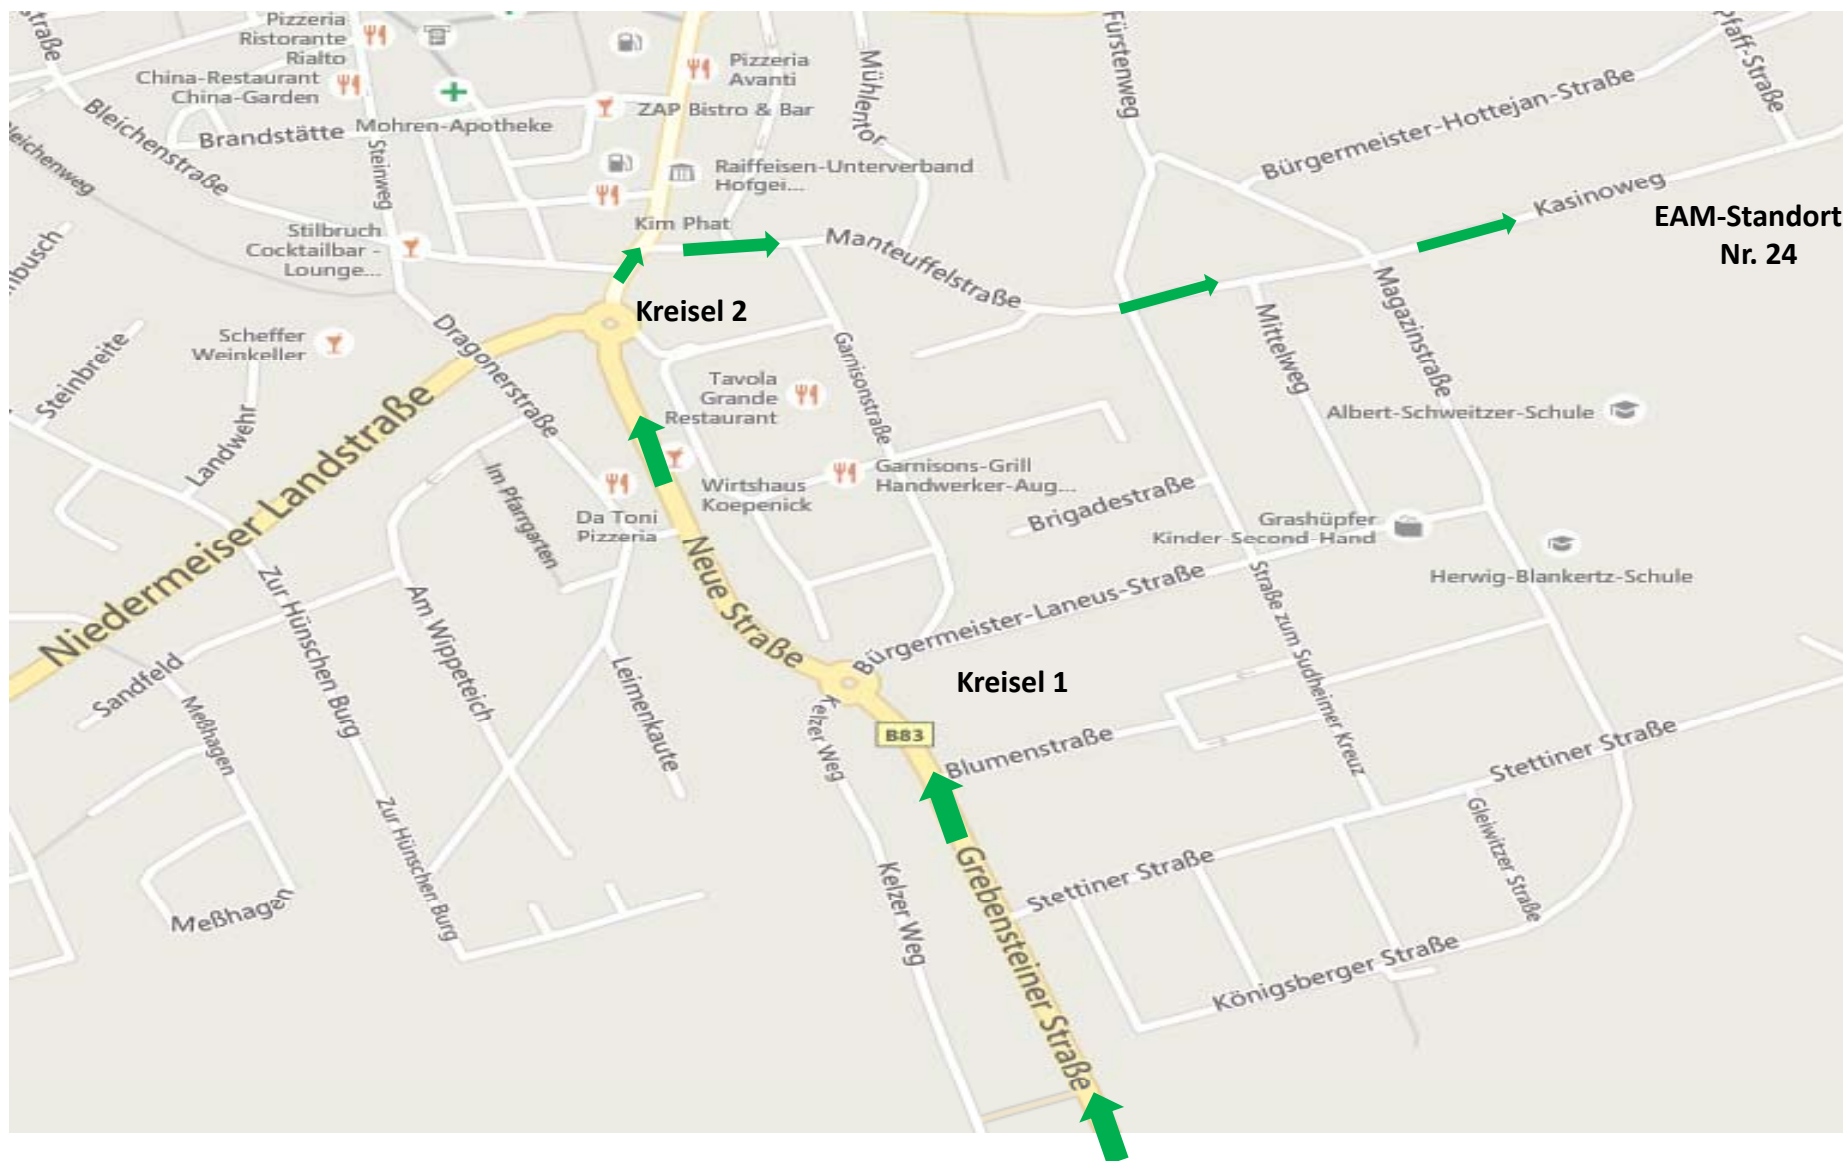 traße
Pizzeria
Ristorante
Rialto
China-Restaurant
China-Garden
Pizzeria
Avanti
ZAP Bistro & Bar
Mühlentor
Fürstenweg
Pfaff-Straße
Bürgermeister-Hottejan-Straße
Bleichenstraße
Brandstätte
Mohren-Apotheke
leichenweg
Steinweg
Raiffeisen-Unterverband
Hofgei...
Kasinoweg
EAM-Standort
Nr. 24
Kim Phat
Stilbruch
Cocktailbar -
Lounge...
Manteuffelstraße
nbusch
Kreisel 2
Magazinstraße
Scheffer
Weinkeller
Dragonerstraße
Mittelweg
Steinbreite
Garnisonstraße
Tavola
Grande
Restaurant
Albert-Schweitzer-Schule
Landwehr
Niedermeiser Landstraße
Im Pfarrgarten
Garnisons-Grill
Handwerker-Aug...
Wirtshaus
Koepenick
Brigadestraße
Da Toni
Pizzeria
Grashüpfer
Kinder-Second-Hand
Neue Straße
Herwig-Blankertz-Schule
Zur Hünschen Burg
Am Wippeteich
Bürgermeister-Laneus-Straße
Straße zum Sudheimer Kreuz
Sandfeld
Leimenkaute
Kreisel 1
Meßhagen
Kelzer Weg
B83
Blumenstraße
Stettiner Straße
Zur Hünschen Burg
Gleiwitzer Straße
Grebensteiner Straße
Stettiner Straße
Kelzer Weg
Meßhagen
Königsberger Straße